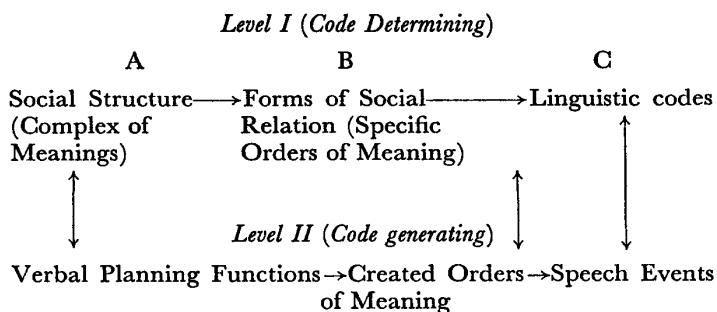 Level I (Code Determining)
A B C
Social Structure→Forms of Social→Linguistic codes
(Complex of Relation (Specific
Meanings) Orders of Meaning)
Level II (Code generating)
Verbal Planning Functions→Created Orders→Speech Events
of Meaning